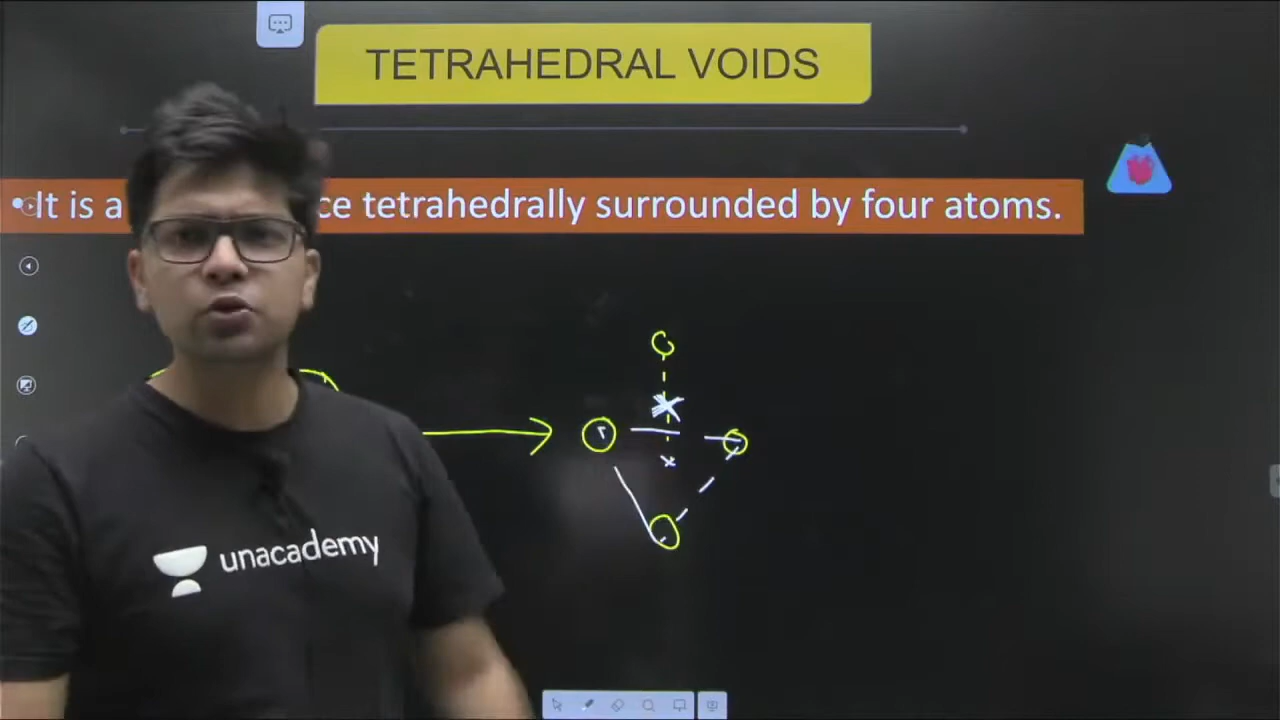 TETRAHEDRAL VOIDS
• It is a ce tetrahedrally surrounded by four atoms.
unacademy